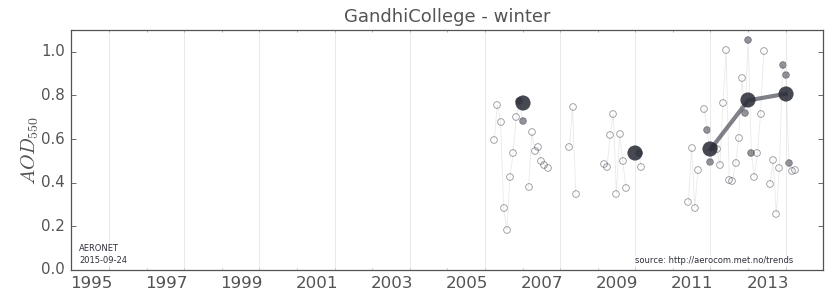 GandhiCollege - winter
1.0
0.8
0.6
0.4
0.2
0.0
AOD550
AERONET
2015-09-24
source: http://aerocom.met.no/trends
1995 1997 1999 2001 2003 2005 2007 2009 2011 2013